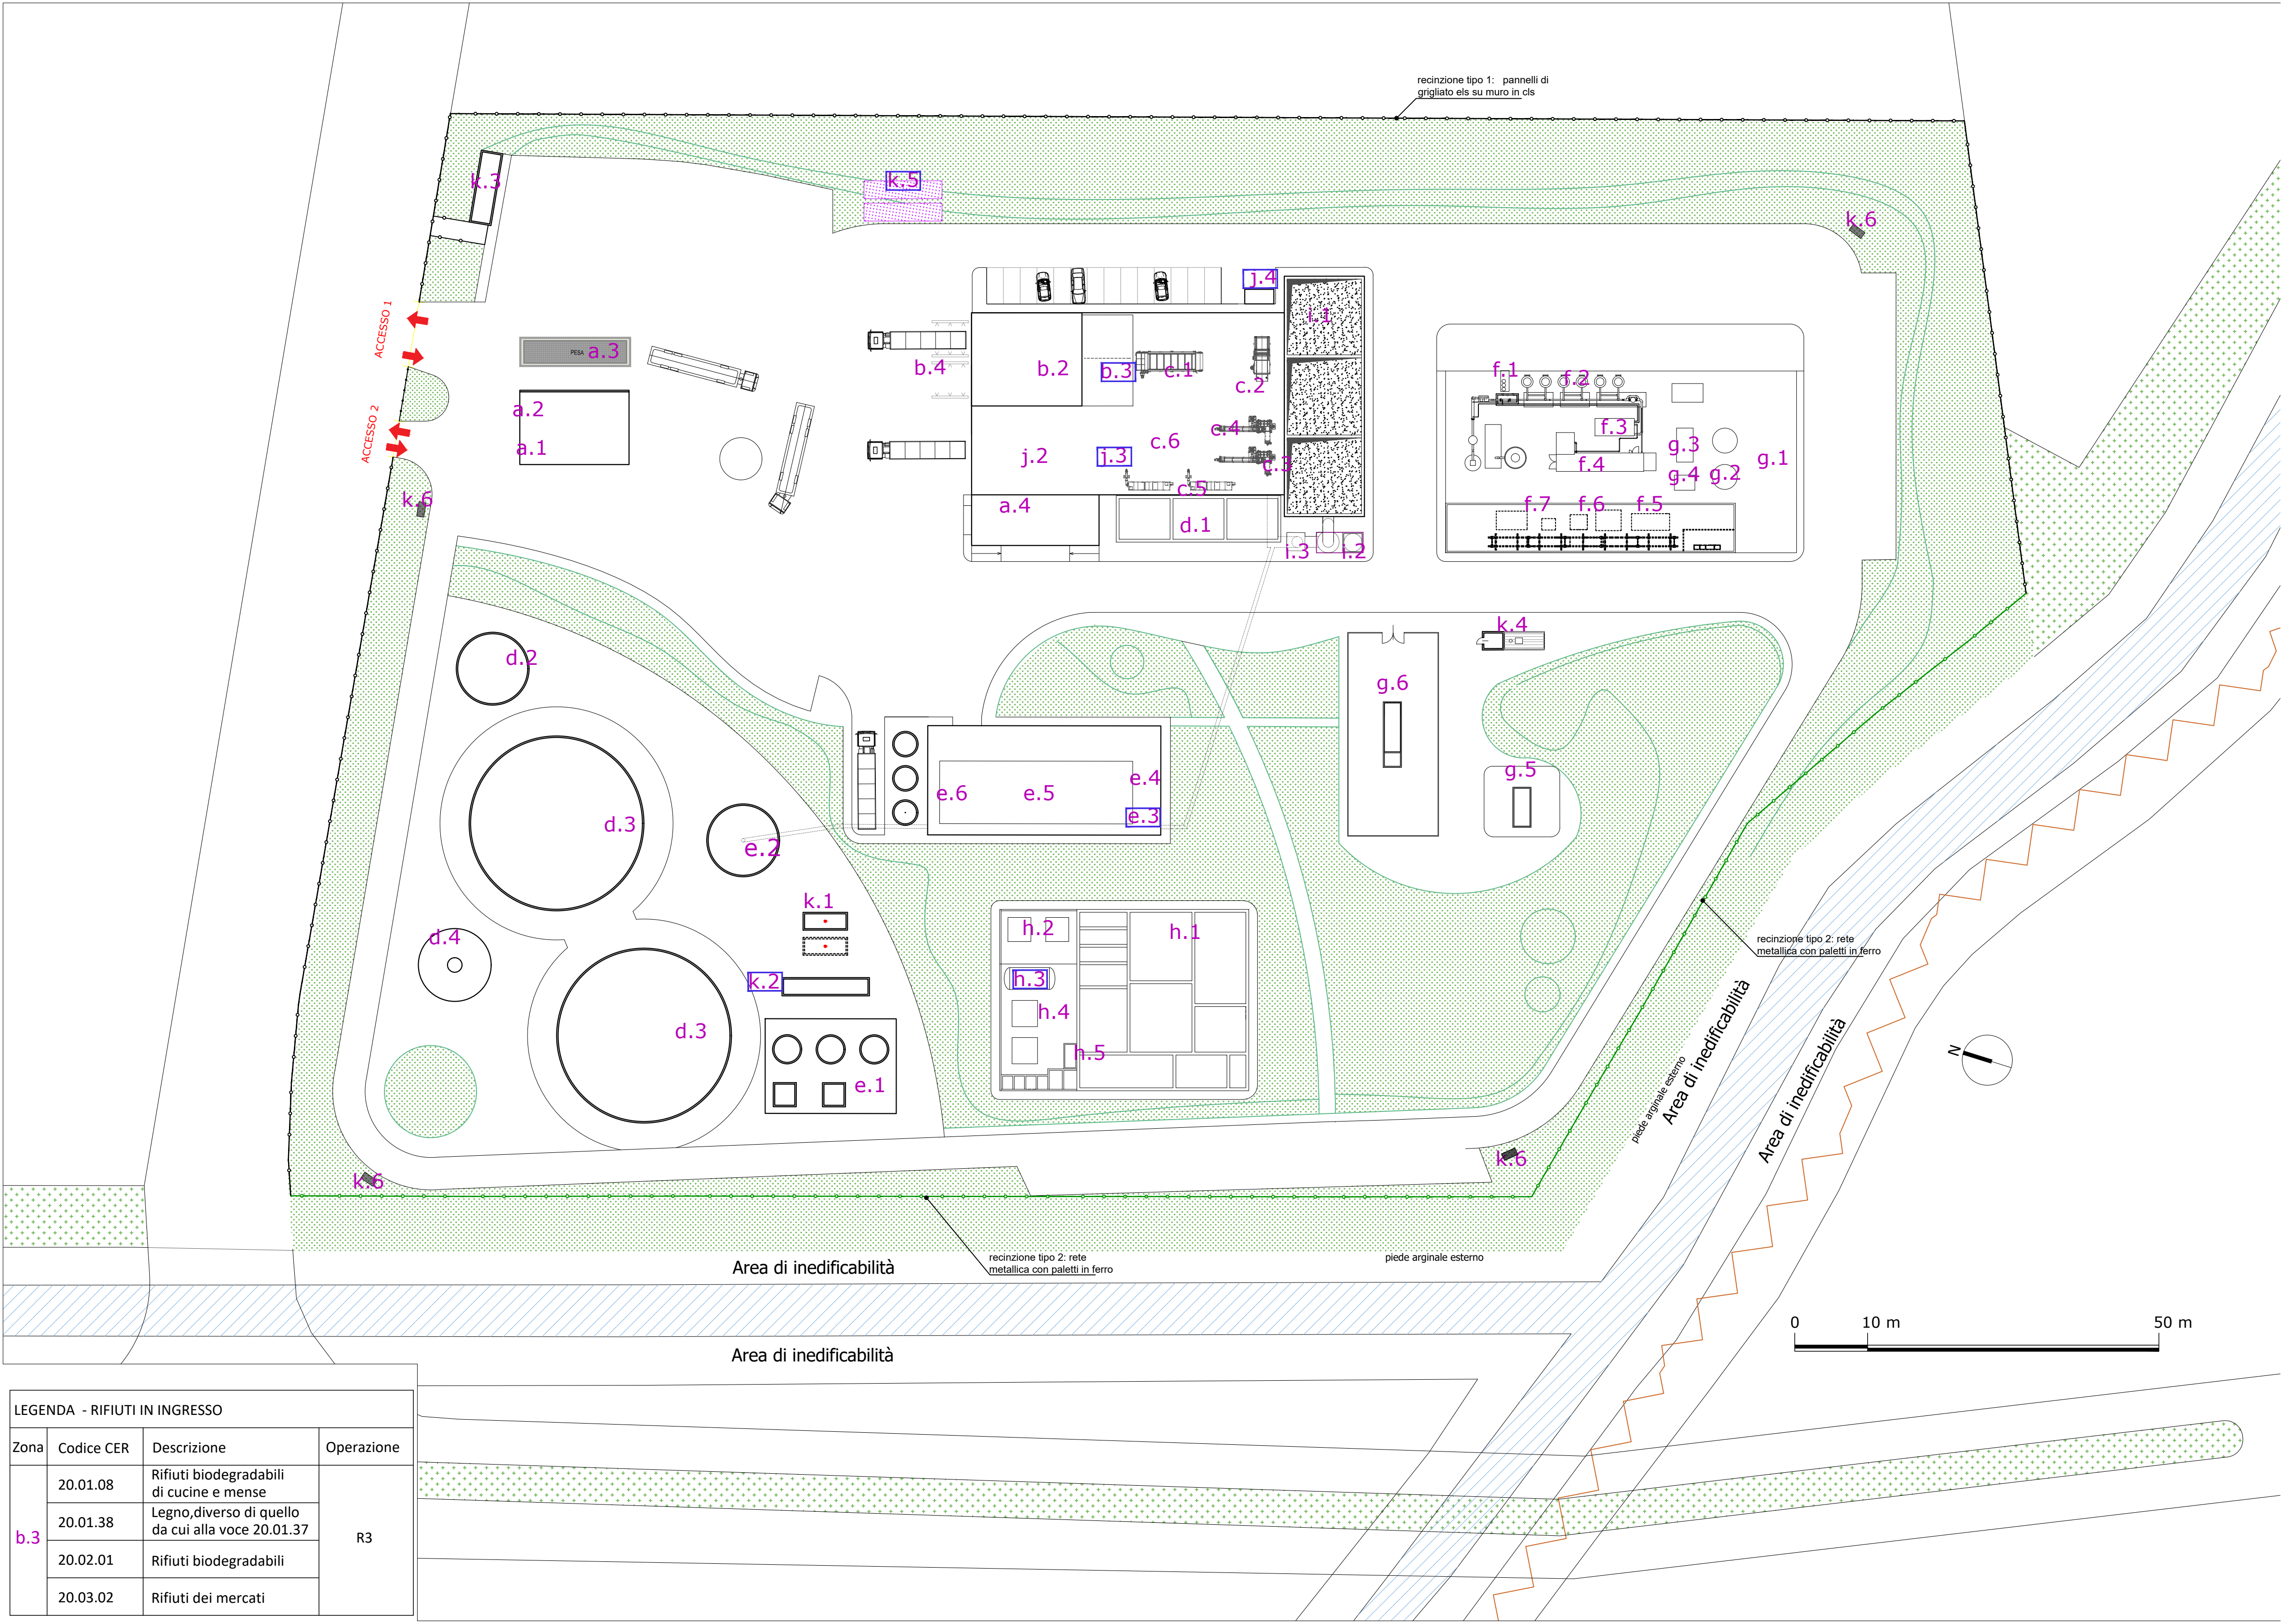 recinzione tipo 1: pannelli di
grigliato els su muro in cls
k.3
k.5
k.6
ACCESSO 1
ACCESSO 2
PESA
a.3
a.2
a.1
k.6
j.4
i.1
b.4
b.2
b.3
c.1
c.2
c.4
c.6
c.3
j.2
j.3
c.5
a.4
d.1
i.3
i.2
f.1
f.2
f.3
f.4
g.3
g.4
g.2
g.1
f.7
f.6
f.5
k.4
d.2
g.6
g.5
e.4
e.6
e.5
e.3
d.3
e.2
k.1
d.4
k.2
d.3
e.1
h.2
h.1
h.3
h.4
h.5
recinzione tipo 2: rete
metallica con paletti in ferro
piede arginale esterno
Area di inedificabilità
Area di inedificabilità
N
k.6
k.6
recinzione tipo 2: rete
metallica con paletti in ferro
Area di inedificabilità
piede arginale esterno
Area di inedificabilità
0 10 m 50 m
LEGENDA - RIFIUTI IN INGRESSO
Zona Codice CER Descrizione Operazione
b.3
20.01.08 Rifiuti biodegradabili
di cucine e mense
20.01.38 Legno,diverso di quello
da cui alla voce 20.01.37
R3
20.02.01 Rifiuti biodegradabili
20.03.02 Rifiuti dei mercati